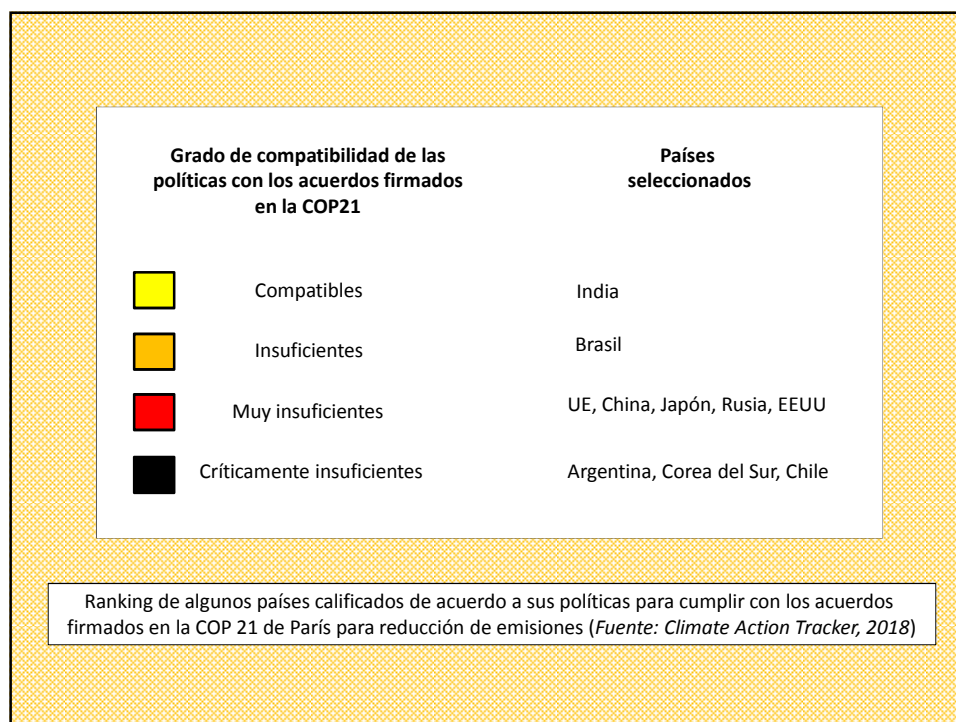 Grado de compatibilidad de las
políticas con los acuerdos firmados
en la COP21
Países
seleccionados
Compatibles
India
Insuficientes
Brasil
Muy insuficientes
UE, China, Japón, Rusia, EEUU
Críticamente insuficientes
Argentina, Corea del Sur, Chile
Ranking de algunos países calificados de acuerdo a sus políticas para cumplir con los acuerdos
firmados en la COP 21 de París para reducción de emisiones (Fuente: Climate Action Tracker, 2018)